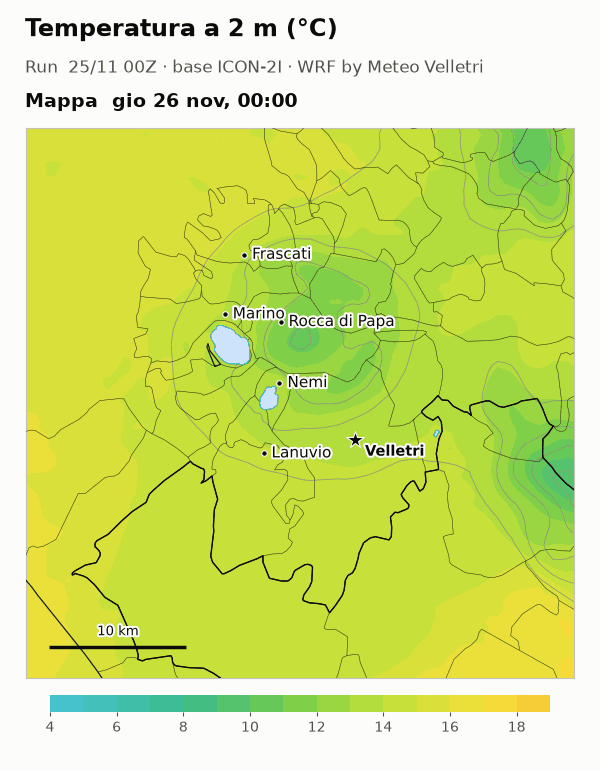 Temperatura a 2 m (°C)
Run  25/11 00Z · base ICON-2I · WRF by Meteo Velletri
Mappa  gio 26 nov, 00:00
Frascati
Marino
Rocca di Papa
Nemi
Velletri
Lanuvio
10 km
4 6 8 10 12 14 16 18